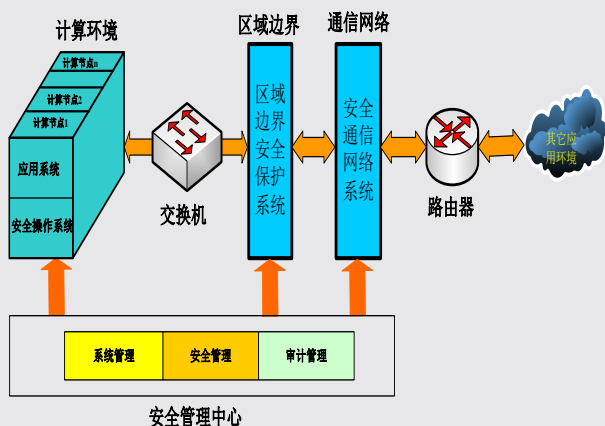 计算环境
区域边界
通信网络
计算节点n
计算节点2
计算节点1
应用系统
安全操作系统
交换机
区域
边界
安全
保护
系统
安全
通信
网络
系统
路由器
其它应
用环境
系统管理
安全管理
审计管理
安全管理中心